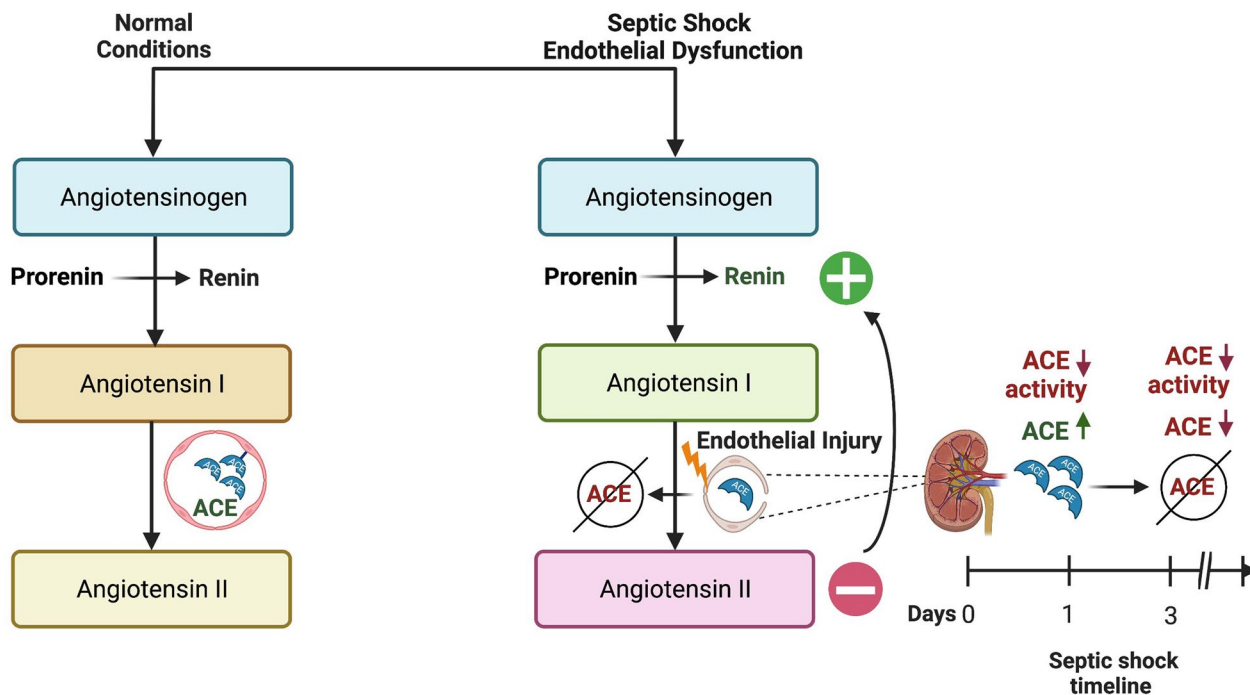 Normal
Conditions
Septic Shock
Endothelial Dysfunction
Angiotensinogen
Angiotensinogen
Prorenin
Renin
Prorenin
Renin
Angiotensin I
Angiotensin I
ACE
ACE
ACE
ACE
Endothelial Injury
ACE
ACE
Angiotensin II
Angiotensin II
ACE
activity
ACE
ACE
ACE
ACE
ACE
activity
ACE
ACE
Days 0
1
3
Septic shock
timeline